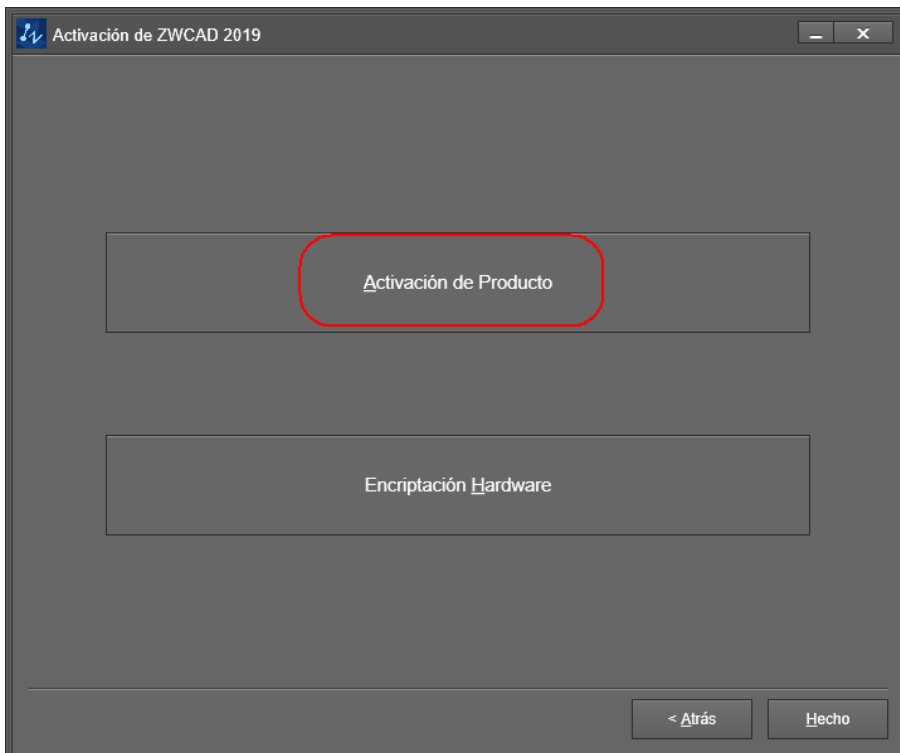 Activación de ZWCAD 2019
Activación de Producto
Encriptación Hardware
< Atrás
Hecho